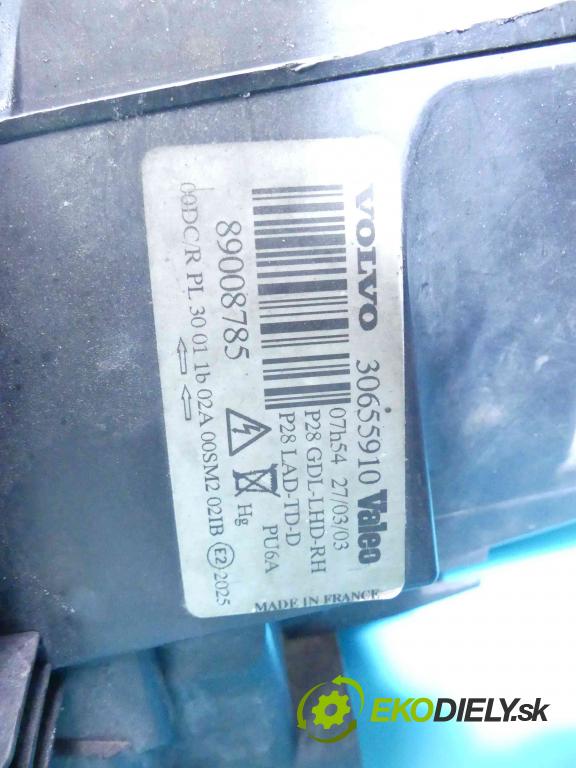 VOLVO 30655910 Valeo
07h54 27/03/03
P28 GDL-LHD-RH
P28 LAD-TD-D
PU6A
89008785
Hg
00DC/R PL 30 01 1b 02A 00SM2 02IB E2 2025
MADE IN FRANCE
EKODIELY.sk